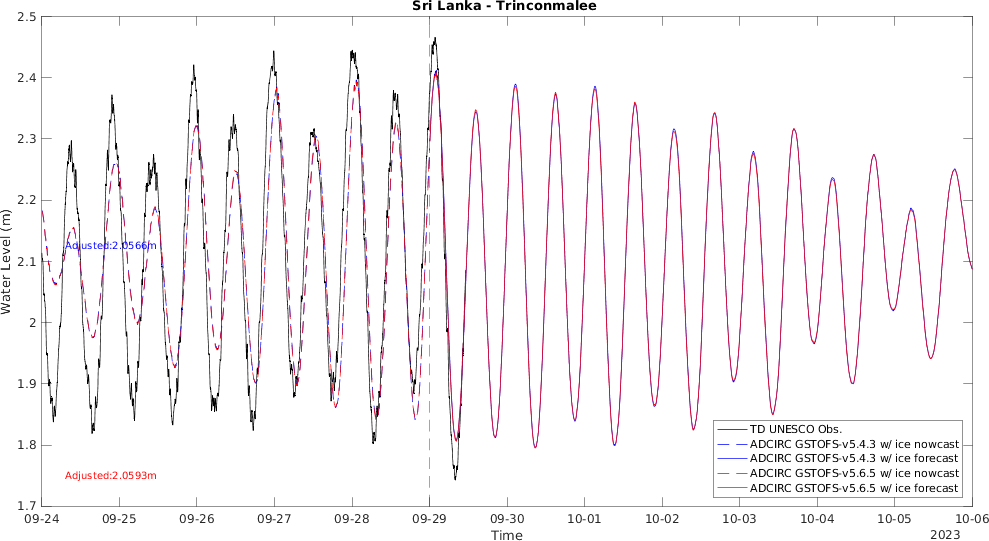 Sri Lanka - Trinconmalee
2.5
2.4
2.3
2.2
2.1
2
1.9
1.8
1.7
Water Level (m)
Adjusted:2.0566m
Adjusted:2.0593m
TD UNESCO Obs.
ADCIRC GSTOFS-v5.4.3 w/ ice nowcast
ADCIRC GSTOFS-v5.4.3 w/ ice forecast
ADCIRC GSTOFS-v5.6.5 w/ ice nowcast
ADCIRC GSTOFS-v5.6.5 w/ ice forecast
09-24 09-25 09-26 09-27 09-28 09-29 09-30 10-01 10-02 10-03 10-04 10-05 10-06
Time
2023